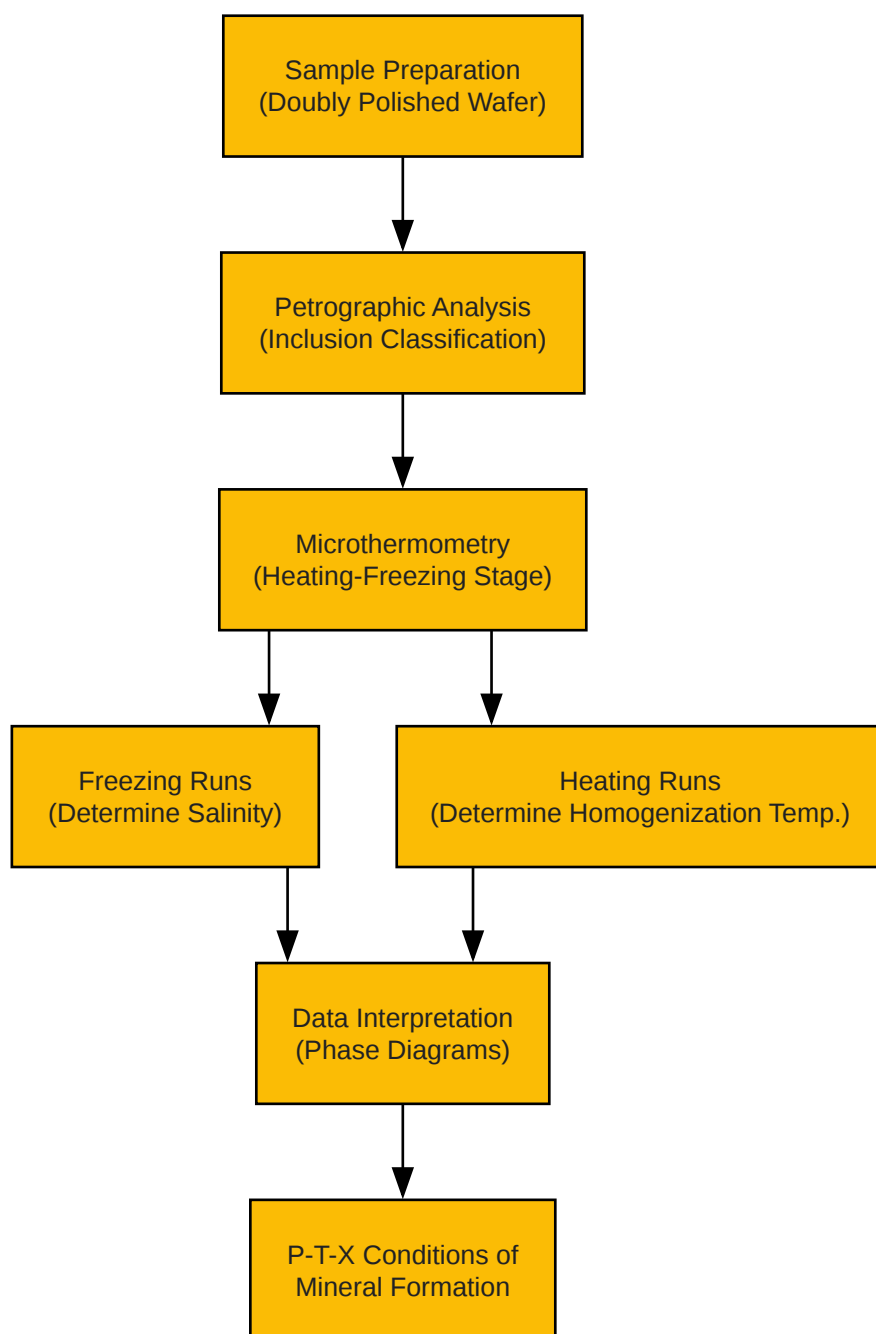 Sample Preparation
(Doubly Polished Wafer)
Petrographic Analysis
(Inclusion Classification)
Microthermometry
(Heating-Freezing Stage)
Freezing Runs
(Determine Salinity)
Heating Runs
(Determine Homogenization Temp.)
Data Interpretation
(Phase Diagrams)
P-T-X Conditions of
Mineral Formation